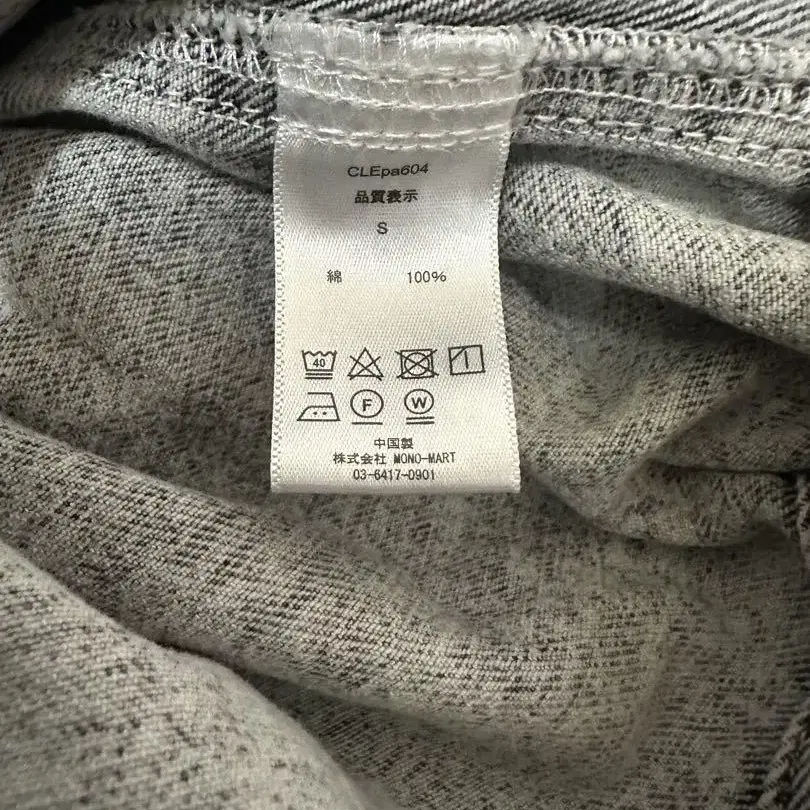 CLEpa604
品質表示
S
綿 100%
40
F W
中国製
株式会社 MONO-MART
03-6417-0901